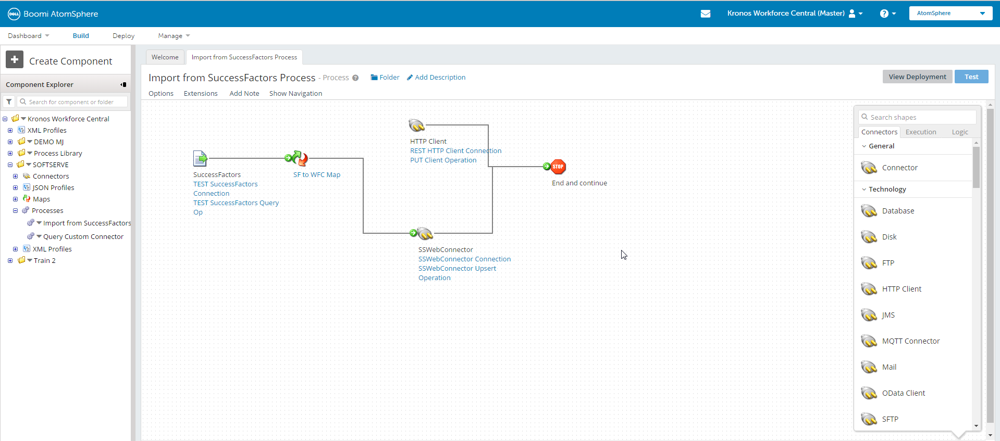 DELL Boomi AtomSphere
Kronos Workforce Central (Master)
?
AtomSphere
Dashboard
Build
Deploy
Manage
+ Create Component
Component Explorer
Search for component or folder
Kronos Workforce Central
XML Profiles
DEMO MJ
Process Library
SOFTSERVE
Connectors
JSON Profiles
Maps
Processes
Import from SuccessFactors
Query Custom Connector
XML Profiles
Train 2
Welcome
Import from SuccessFactors Process
Import from SuccessFactors Process - Process ?
Folder
Add Description
View Deployment
Test
Options
Extensions
Add Note
Show Navigation
SuccessFactors
TEST SuccessFactors
Connection
TEST SuccessFactors Query
Op
SF to WFC Map
HTTP Client
REST HTTP Client Connection
PUT Client Operation
SSWebConnector
SSWebConnector Connection
SSWebConnector Upsert
Operation
STOP
End and continue
Search shapes
Connectors
Execution
Logic
General
Connector
Technology
Database
Disk
FTP
HTTP Client
JMS
MQTT Connector
Mail
OData Client
SFTP